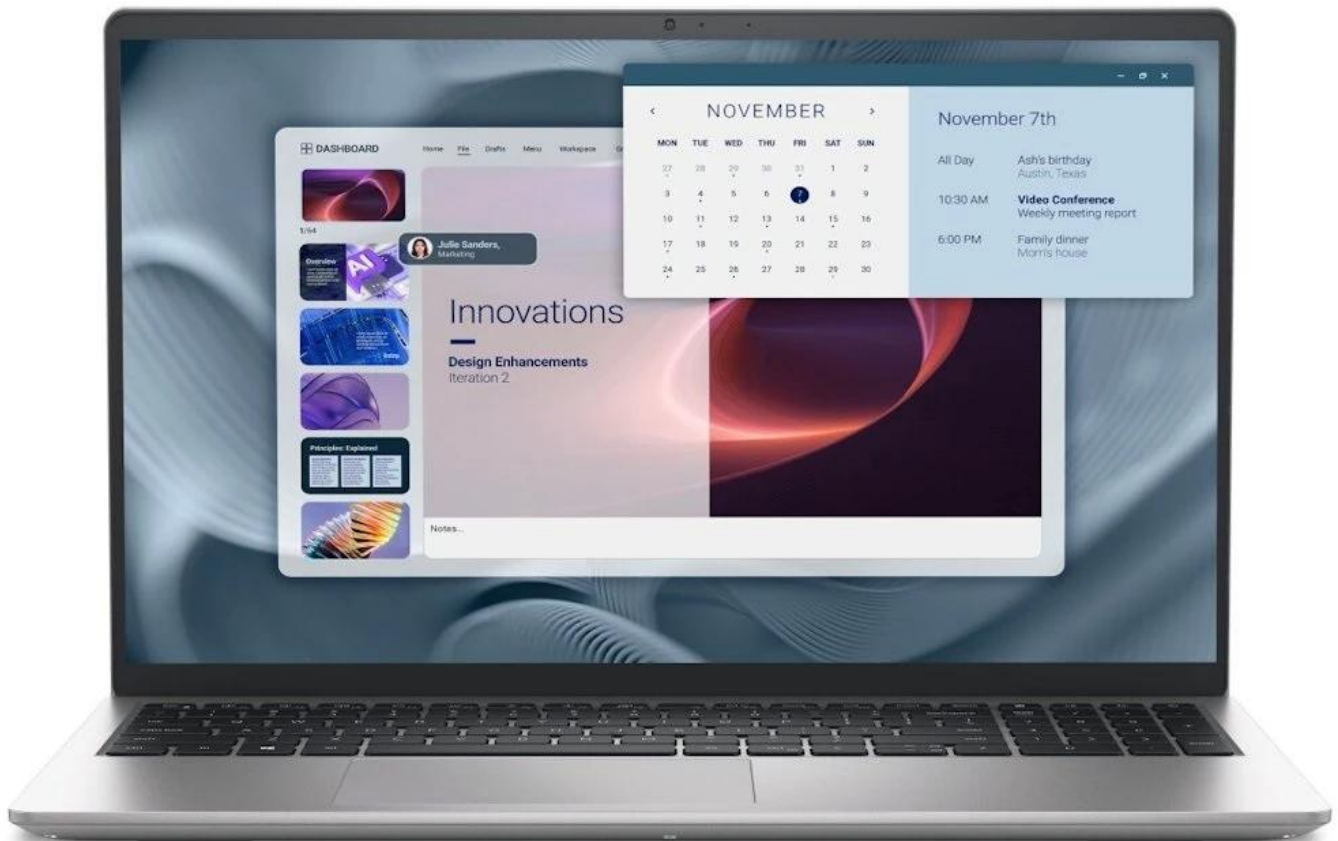 DASHBOARD
Home File Drafts Menu Workspace
1/64
Overview
AI
Julie Sanders,
Marketing
Innovations
Design Enhancements
Iteration 2
Principles: Explained
Notes...
NOVEMBER
MON TUE WED THU FRI SAT SUN
27 28 29 30 31 1 2
3 4 5 6 7 8 9
10 11 12 13 14 15 16
17 18 19 20 21 22 23
24 25 26 27 28 29 30
November 7th
All Day Ash's birthday
Austin, Texas
10:30 AM Video Conference
Weekly meeting report
6:00 PM Family dinner
Morris house